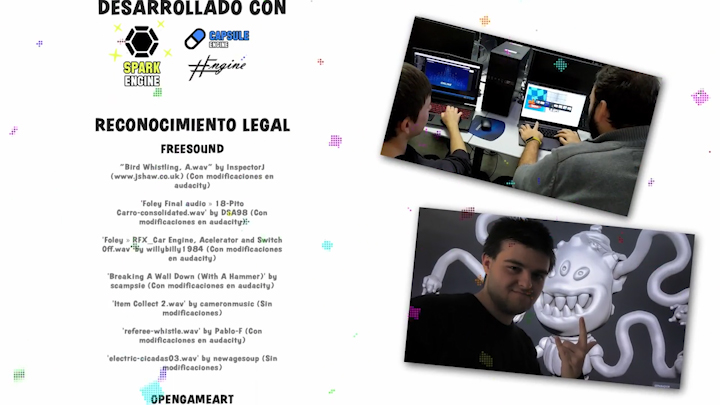 DESARROLLADO CON
SPARK
ENGINE
CAPSULE
ENGINE
Engine
RECONOCIMIENTO LEGAL
FREESOUND
"Bird Whistling, A.wav" by InspectorJ
(www.jshaw.co.uk) (Con modificaciones en
audacity)
'Foley Final audio » 18-Pito
Carro-consolidated.wav' by DSA98 (Con
modificaciones en audacity)
'Foley » RFX_Car Engine, Acelerator and Switch
Off.wav' by willybilly1984 (Con modificaciones
en audacity)
'Breaking A Wall Down (With A Hammer)' by
scampsie (Con modificaciones en audacity)
'Item Collect 2.wav' by cameronmusic (Sin
modificaciones)
'referee-whistle.wav' by Pablo-F (Con
modificaciones en audacity)
'electric-cicadas03.wav' by newagesoup (Sin
modificaciones)
OPENGAMEART